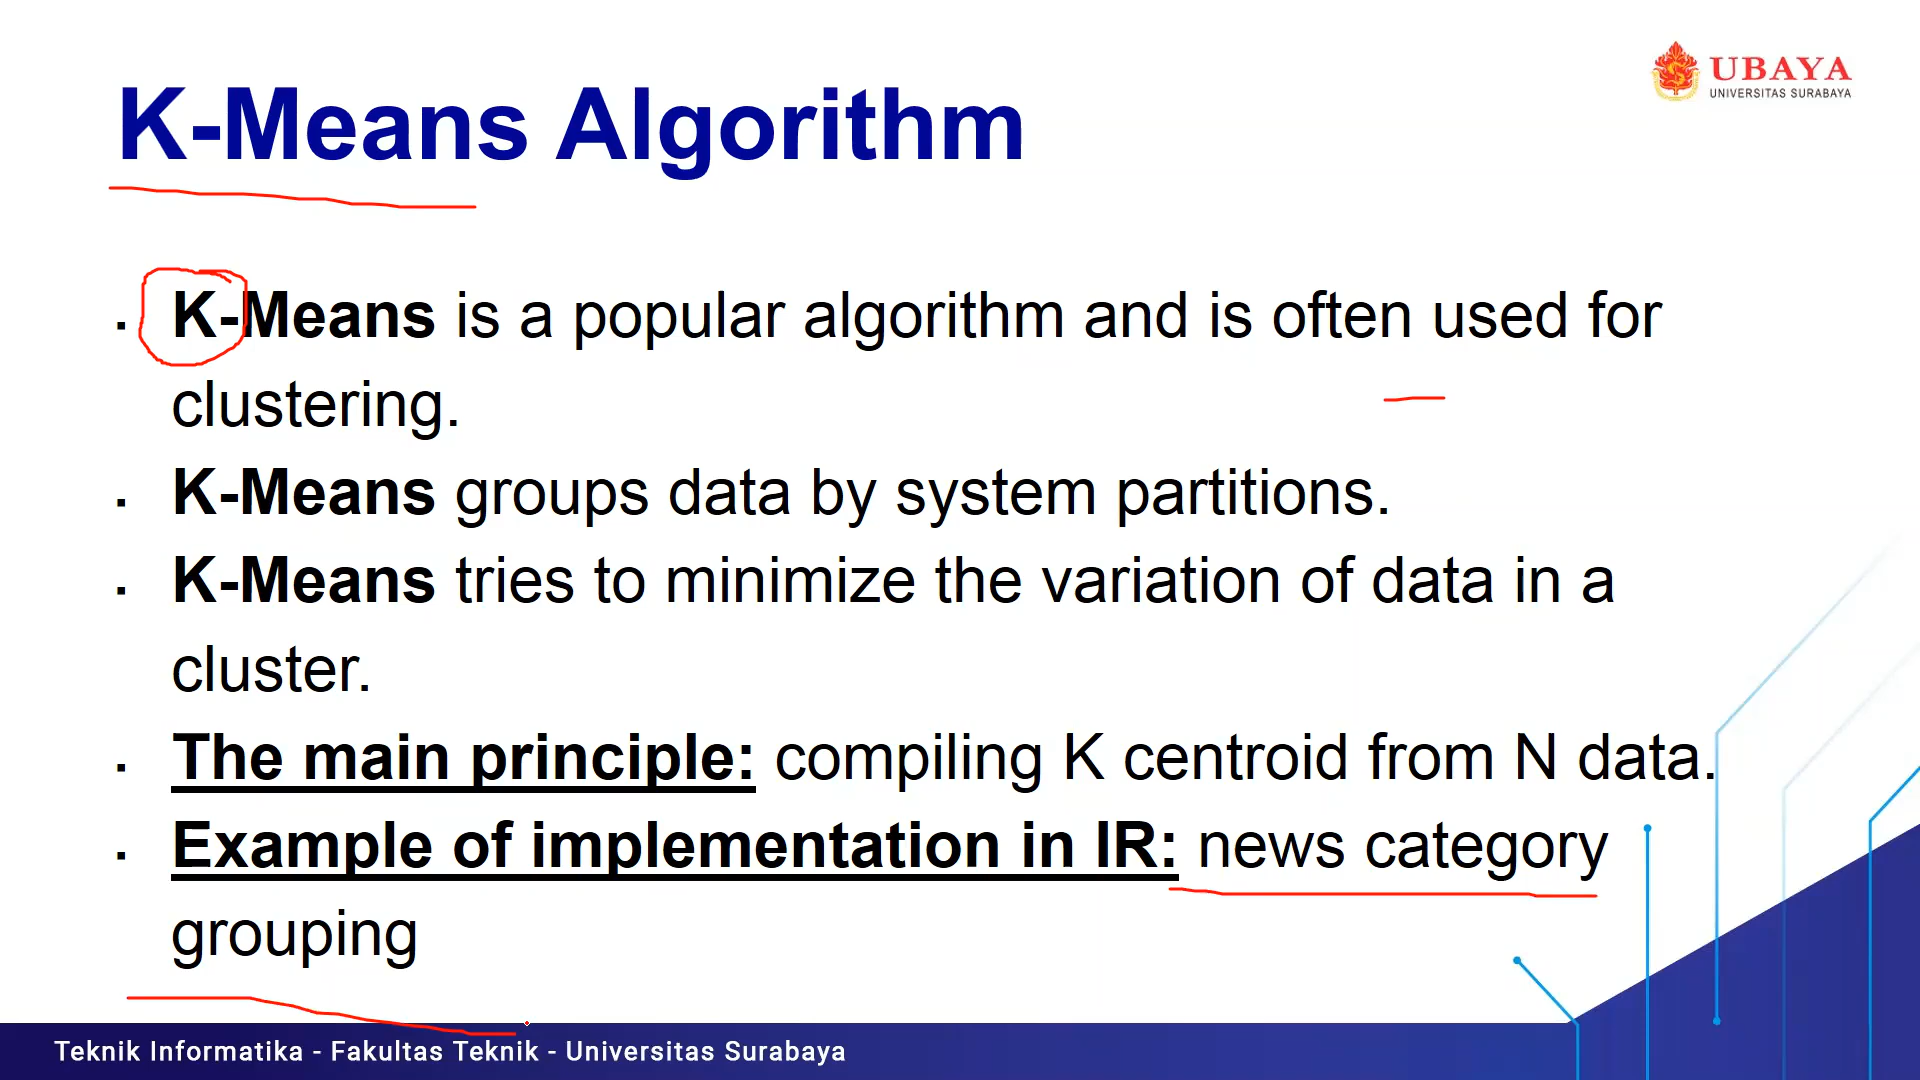 UBAYA
UNIVERSITAS SURABAYA
K-Means Algorithm
▪ K-Means is a popular algorithm and is often used for
clustering.
▪ K-Means groups data by system partitions.
▪ K-Means tries to minimize the variation of data in a
cluster.
▪ The main principle: compiling K centroid from N data.
▪ Example of implementation in IR: news category
grouping
Teknik Informatika - Fakultas Teknik - Universitas Surabaya